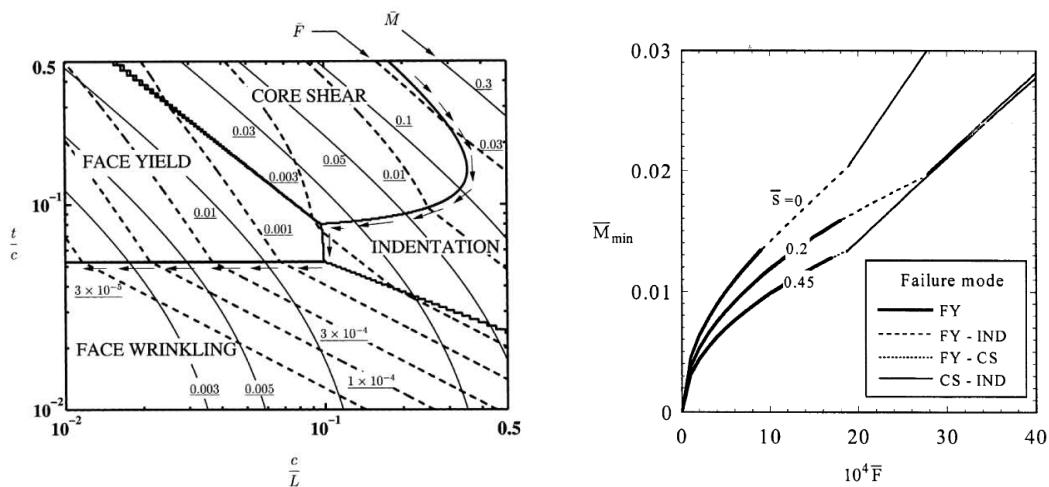 F̄
M̄
0.5
0.3
CORE SHEAR
0.1
0.03
0.03
0.05
0.003
0.01
FACE YIELD
0.01
10⁻¹
0.001
t/c
INDENTATION
3 × 10⁻⁵
3 × 10⁻⁴
FACE WRINKLING
1 × 10⁻⁴
0.003
0.005
10⁻²
10⁻²
10⁻¹
0.5
c/L
0.03
0.02
s̄ =0
M̄min
0.2
0.45
0.01
Failure mode
FY
FY - IND
FY - CS
CS - IND
0
0
10
20
30
40
10⁴F̄